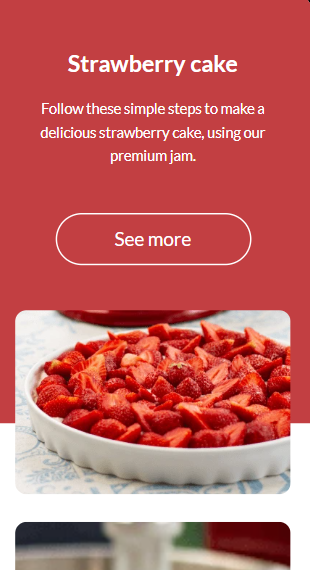 Strawberry cake
Follow these simple steps to make a
delicious strawberry cake, using our
premium jam.
See more